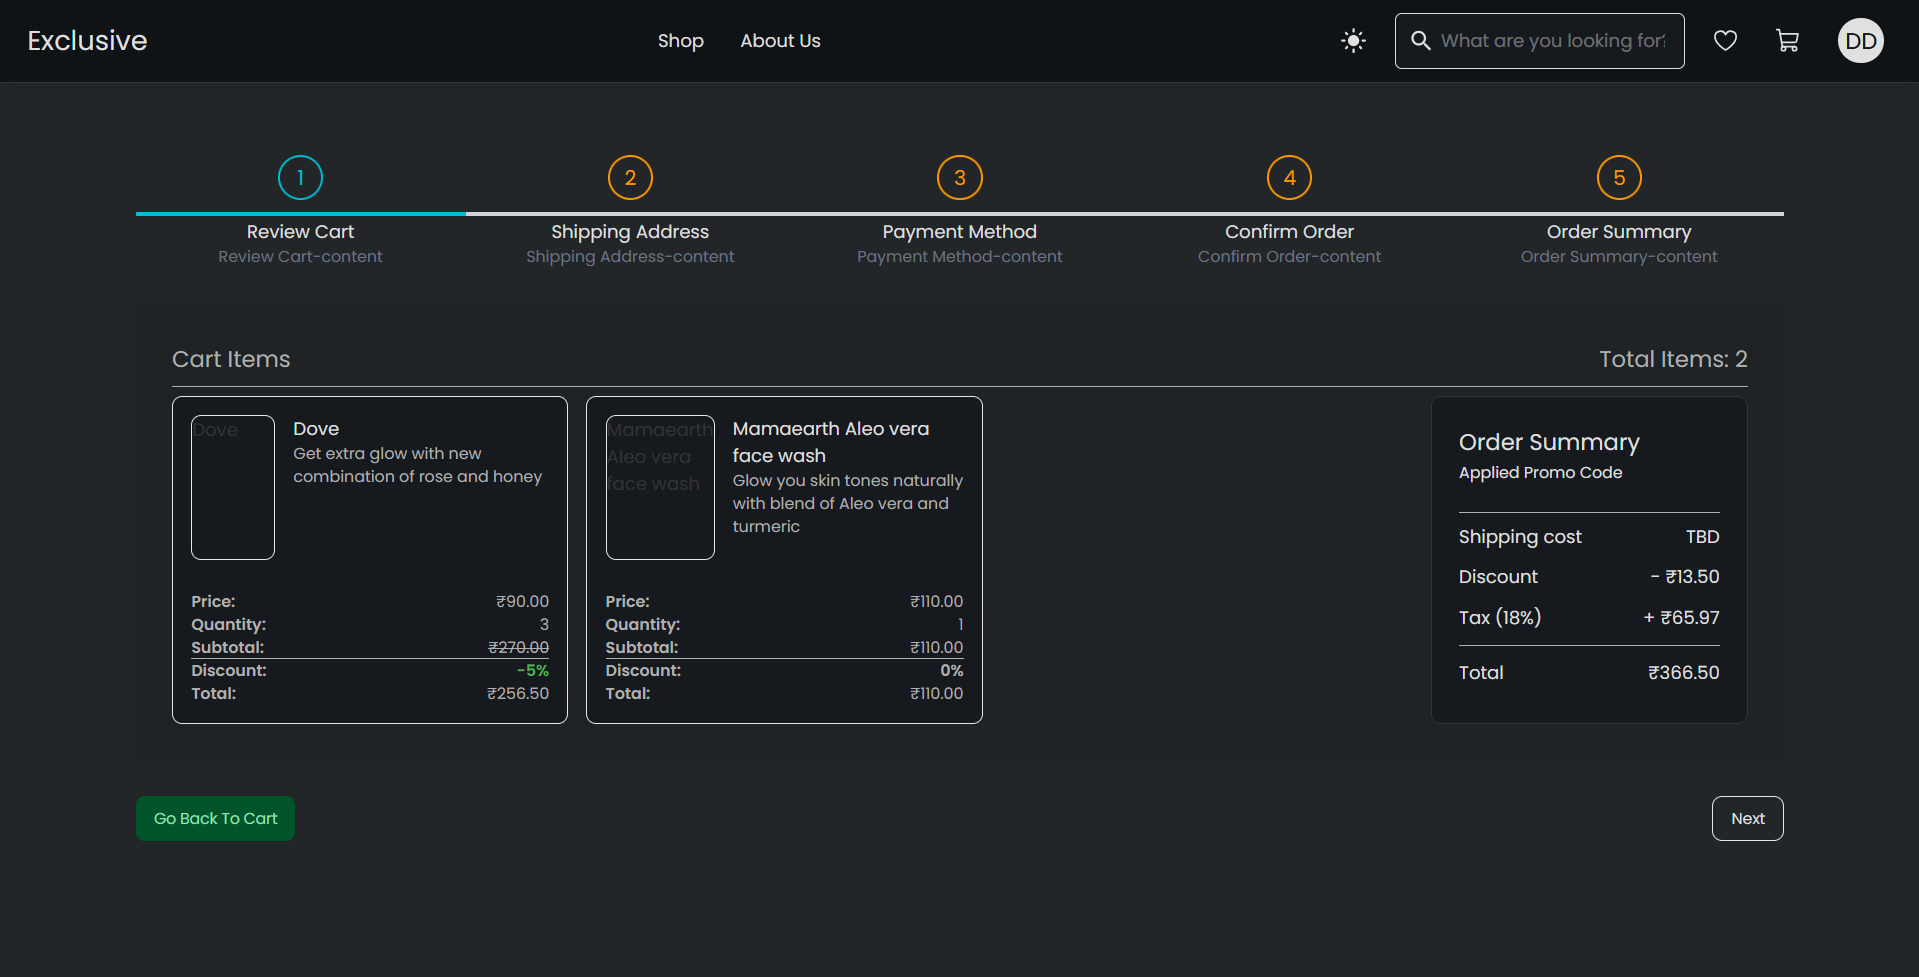 Exclusive
Shop
About Us
What are you looking for?
DD
1
2
3
4
5
Review Cart
Shipping Address
Payment Method
Confirm Order
Order Summary
Review Cart-content
Shipping Address-content
Payment Method-content
Confirm Order-content
Order Summary-content
Cart Items
Total Items: 2
Dove
Dove
Get extra glow with new
combination of rose and honey
Price: ₹90.00
Quantity: 3
Subtotal: ₹270.00
Discount: -5%
Total: ₹256.50
Mamaearth
Aleo vera
face wash
Mamaearth Aleo vera
face wash
Glow you skin tones naturally
with blend of Aleo vera and
turmeric
Price: ₹110.00
Quantity: 1
Subtotal: ₹110.00
Discount: 0%
Total: ₹110.00
Order Summary
Applied Promo Code
Shipping cost TBD
Discount - ₹13.50
Tax (18%) + ₹65.97
Total ₹366.50
Go Back To Cart
Next